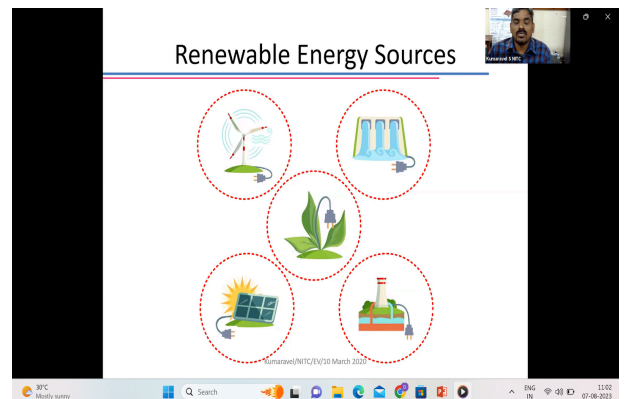 Renewable Energy Sources
Kumaravel S NITC
Kumaravel/NITC/EV/10 March 2020
30°C
Mostly sunny
Search
ENG
IN
11:02
07-08-2023